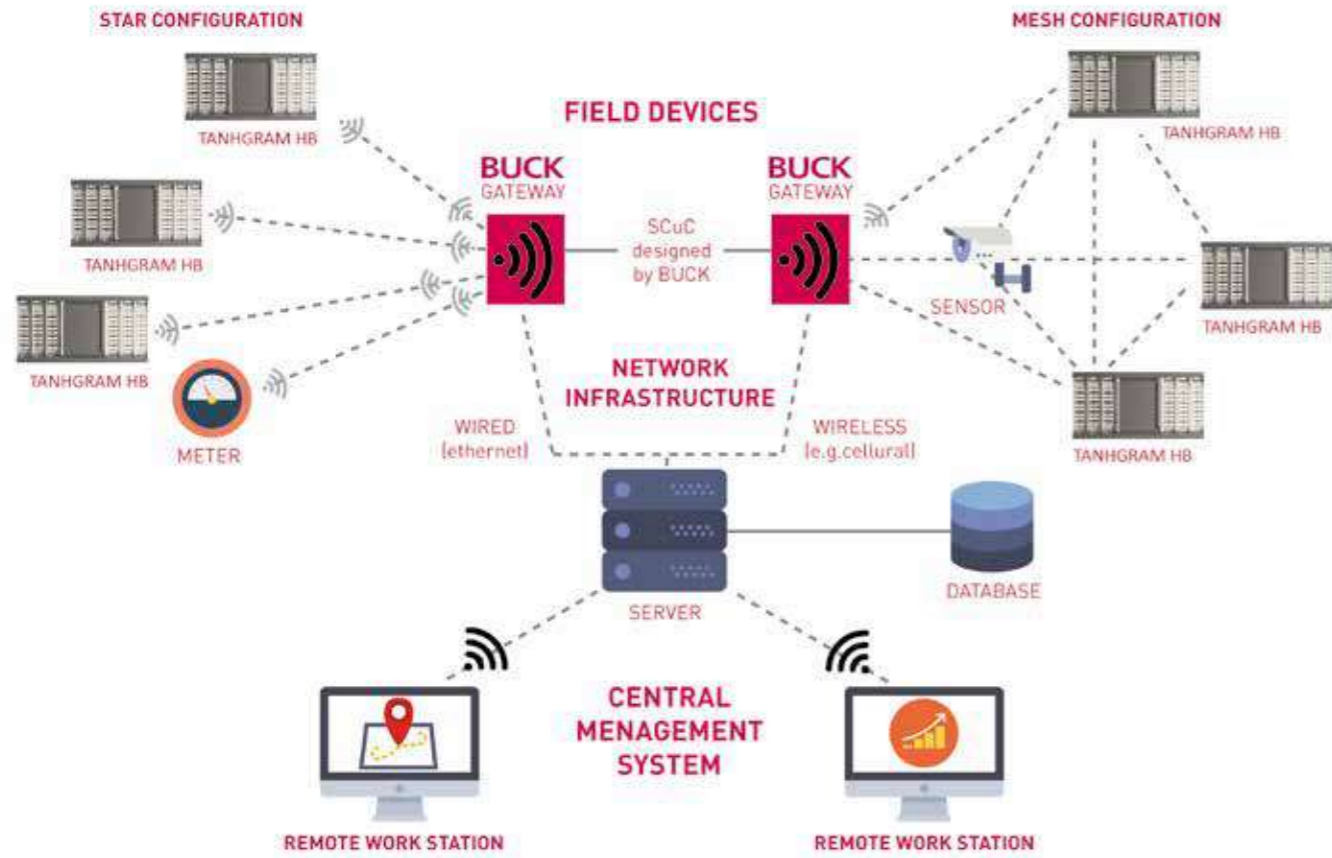 STAR CONFIGURATION
MESH CONFIGURATION
TANHGRAM HB
FIELD DEVICES
TANHGRAM HB
BUCK
GATEWAY
BUCK
GATEWAY
SCuC
designed
by BUCK
TANHGRAM HB
SENSOR
TANHGRAM HB
TANHGRAM HB
NETWORK
INFRASTRUCTURE
METER
WIRED
(ethernet)
WIRELESS
(e.g.cellural)
TANHGRAM HB
SERVER
DATABASE
CENTRAL
MENAGEMENT
SYSTEM
REMOTE WORK STATION
REMOTE WORK STATION